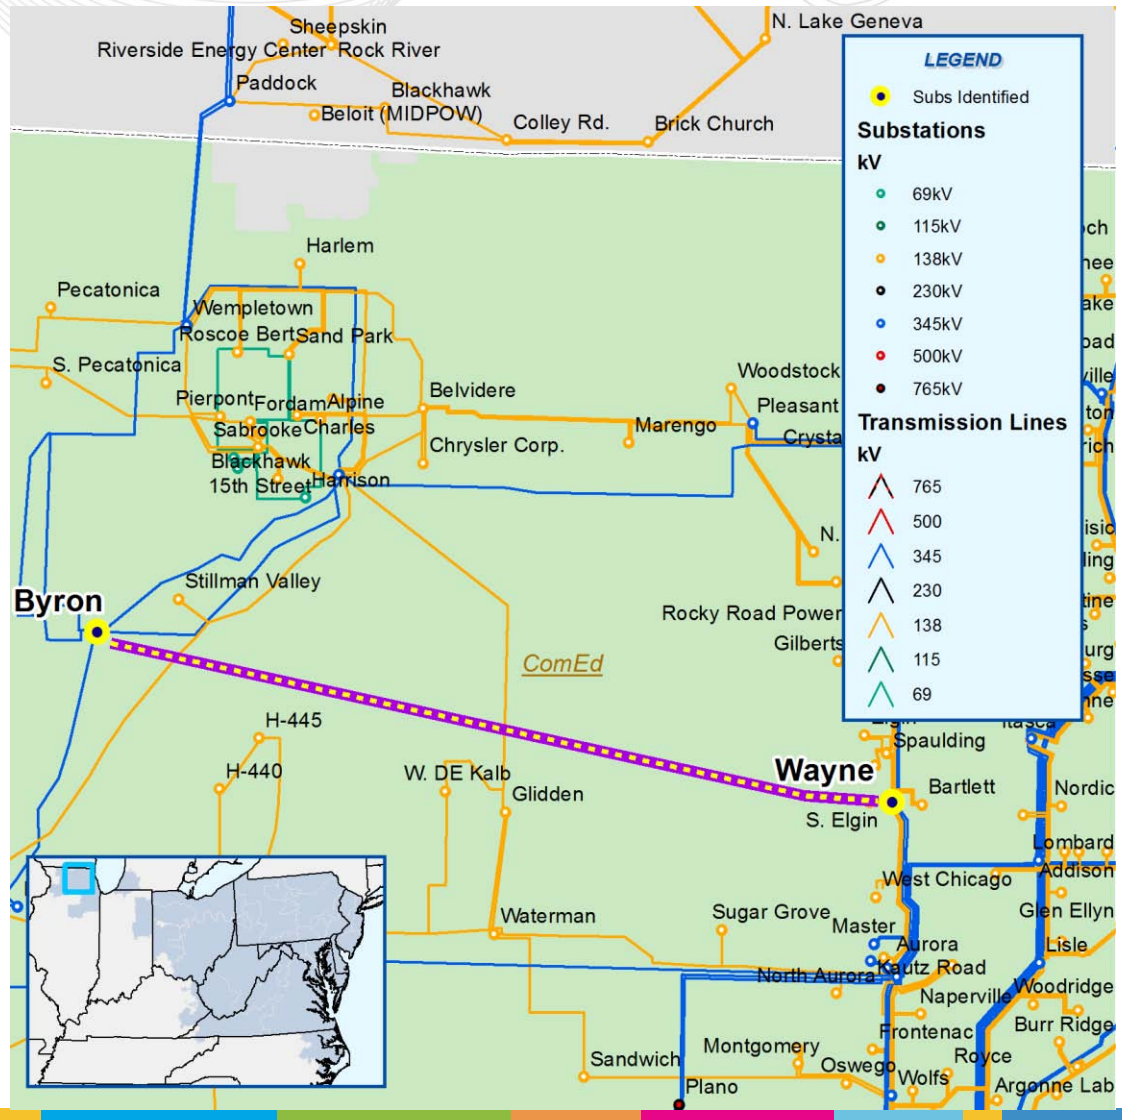 Sheepskin
N. Lake Geneva
Riverside Energy Center
Rock River
Paddock
Blackhawk
Beloit (MIDPOW)
Colley Rd.
Brick Church
LEGEND
Subs Identified
Substations
kV
69kV
115kV
138kV
230kV
345kV
500kV
765kV
Transmission Lines
kV
765
500
345
230
138
115
69
Harlem
Pecatonica
Wempletown
Roscoe Bert
Sand Park
S. Pecatonica
Pierpont
Fordam
Alpine
Belvidere
Woodstock
Pleasant
Sabrooke
Charles
Marengo
Crysta
Chrysler Corp.
Blackhawk
15th Street
Harrison
N.
Stillman Valley
Byron
Rocky Road Power
Gilberts
ComEd
H-445
Elgin
Itasca
Spaulding
H-440
W. DE Kalb
Wayne
Bartlett
Nordic
Glidden
S. Elgin
Lombard
Addison
West Chicago
Waterman
Sugar Grove
Master
Glen Ellyn
Aurora
Lisle
North Aurora
Kautz Road
Naperville
Woodridge
Frontenac
Burr Ridge
Sandwich
Montgomery
Oswego
Royce
Plano
Wolfs
Argonne Lab